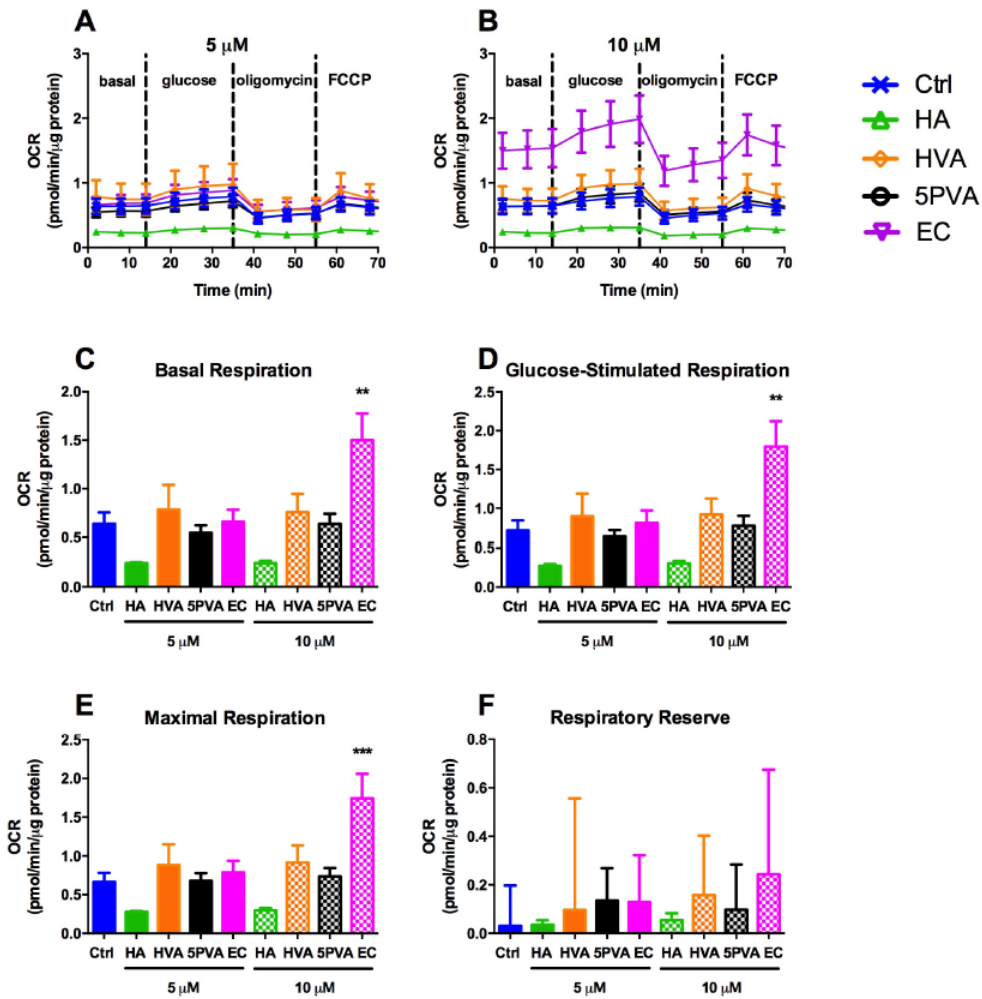 A
5 μM
3
2
1
0
basal
glucose
oligomycin
FCCP
OCR
(pmol/min/μg protein)
0 10 20 30 40 50 60 70
Time (min)
B
10 μM
3
2
1
0
basal
glucose
oligomycin
FCCP
OCR
(pmol/min/μg protein)
0 10 20 30 40 50 60 70
Time (min)
Ctrl
HA
HVA
5PVA
EC
C
Basal Respiration
OCR
(pmol/min/μg protein)
2.0
1.5
1.0
0.5
0.0
**
Ctrl HA HVA 5PVA EC HA HVA 5PVA EC
5 μM 10 μM
D
Glucose-Stimulated Respiration
OCR
(pmol/min/μg protein)
2.5
2.0
1.5
1.0
0.5
0.0
**
Ctrl HA HVA 5PVA EC HA HVA 5PVA EC
5 μM 10 μM
E
Maximal Respiration
OCR
(pmol/min/μg protein)
2.5
2.0
1.5
1.0
0.5
0.0
***
Ctrl HA HVA 5PVA EC HA HVA 5PVA EC
5 μM 10 μM
F
Respiratory Reserve
OCR
(pmol/min/μg protein)
0.8
0.6
0.4
0.2
0.0
Ctrl HA HVA 5PVA EC HA HVA 5PVA EC
5 μM 10 μM